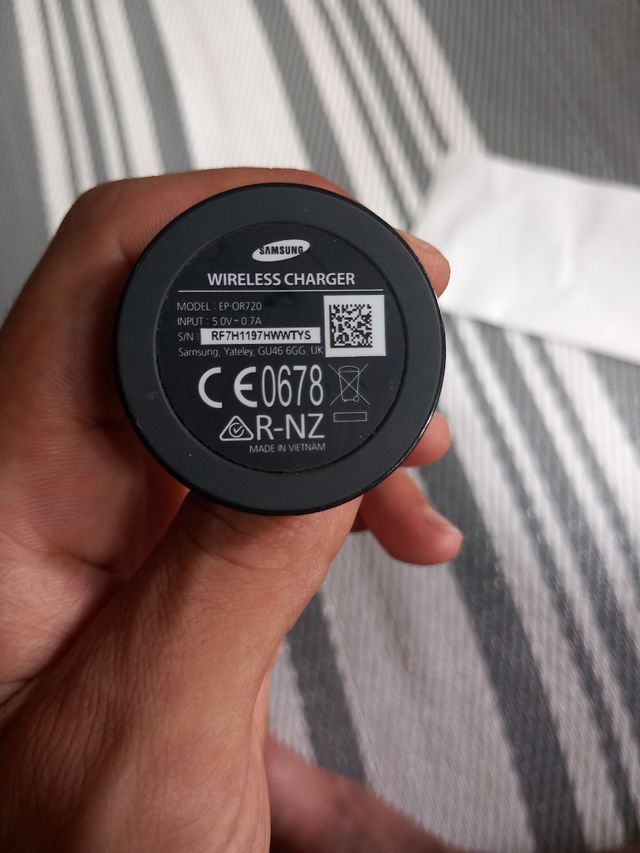 SAMSUNG
WIRELESS CHARGER
MODEL : EP-OR720
INPUT : 5.0V ⎓ 0.7A
S/N : RF7H1197HWWTYS
Samsung, Yateley, GU46 6GG. UK
CE0678
R-NZ
MADE IN VIETNAM